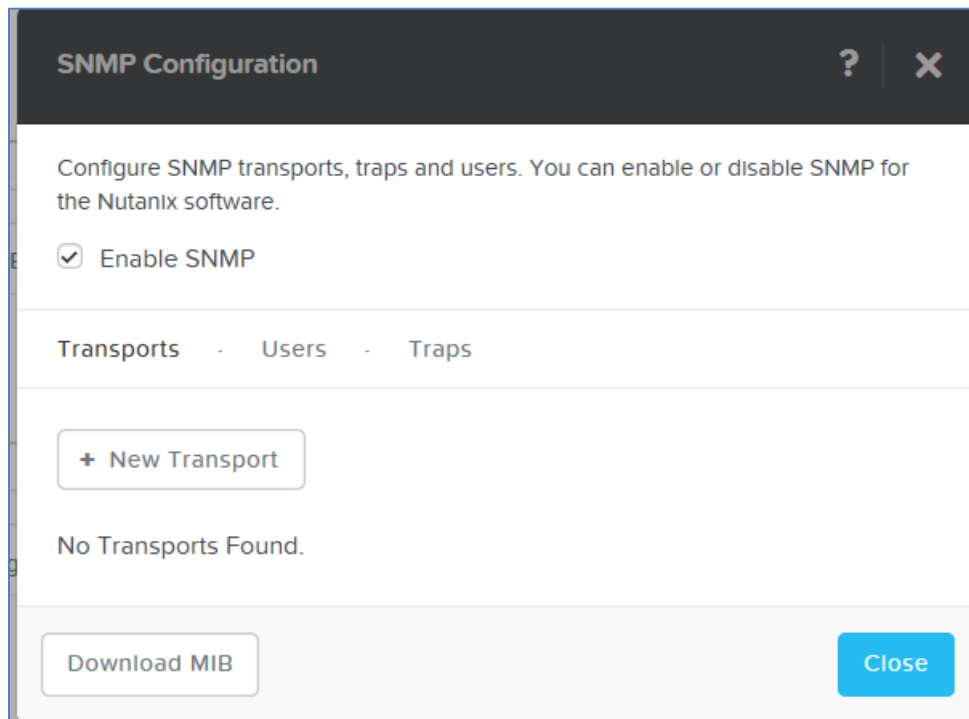 SNMP Configuration
?
Configure SNMP transports, traps and users. You can enable or disable SNMP for
the Nutanix software.
Enable SNMP
Transports · Users · Traps
+ New Transport
No Transports Found.
Download MIB
Close